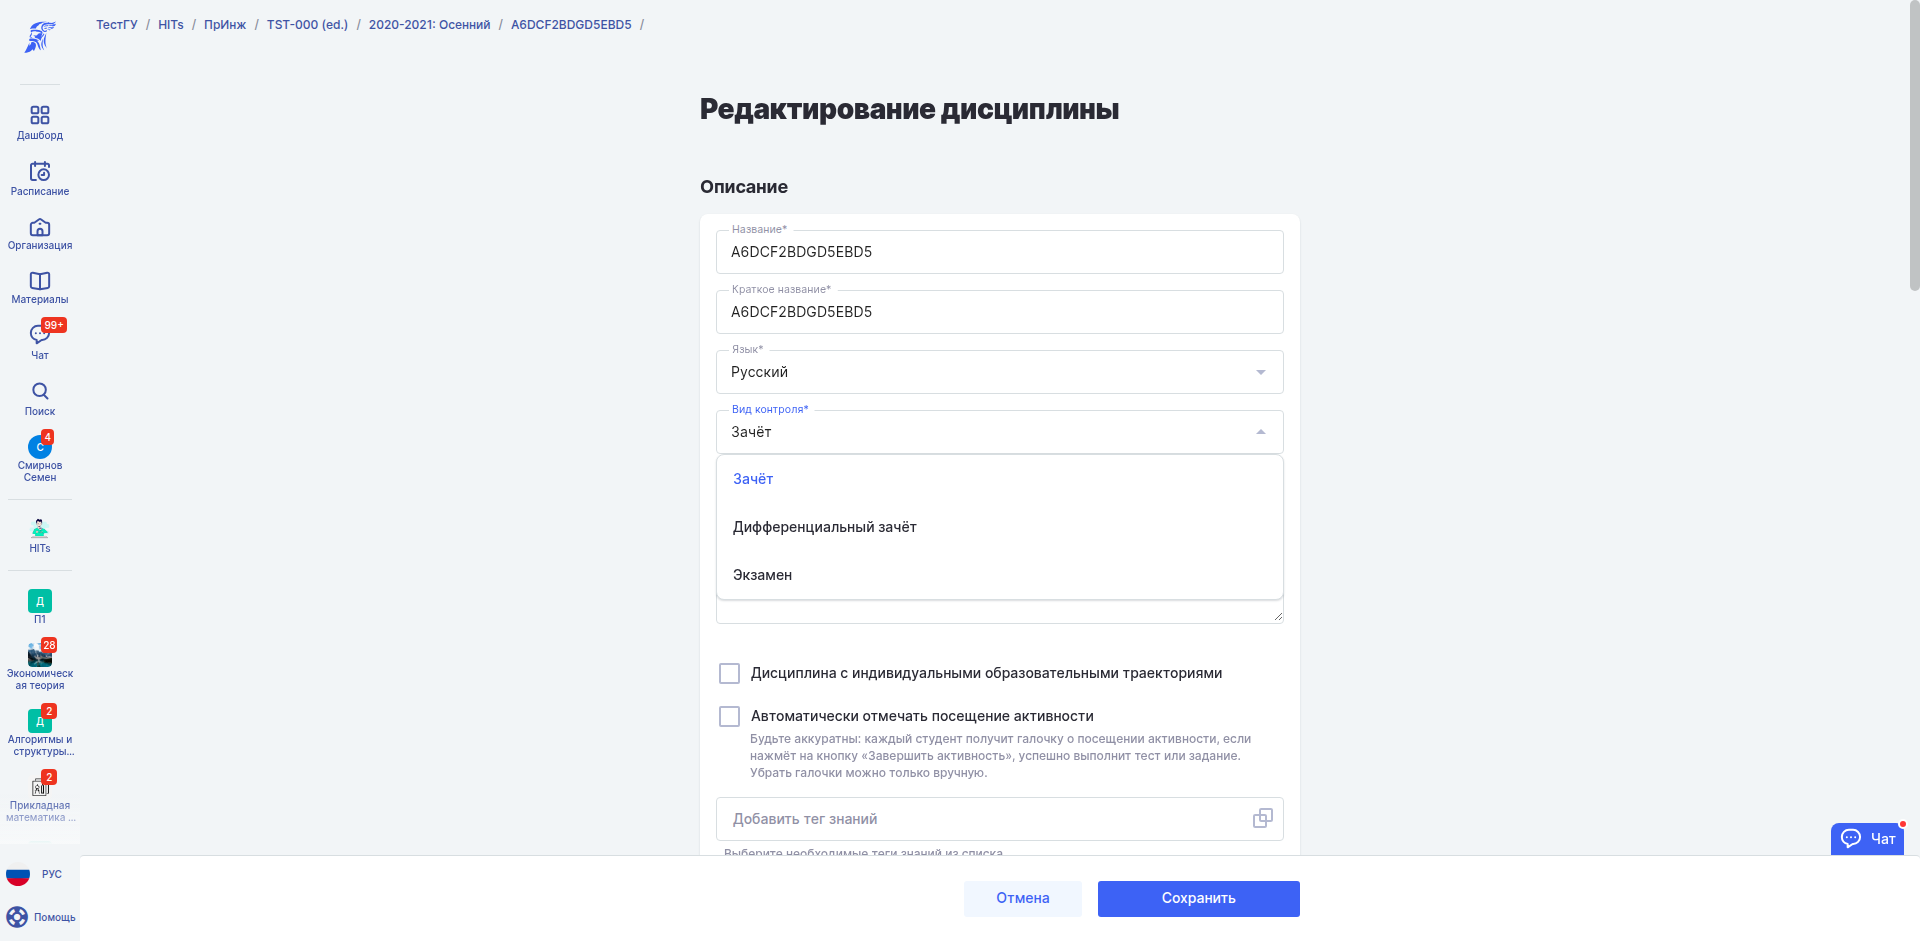 ТестГУ / HITs / ПрИнж / TST-000 (ed.) / 2020-2021: Осенний / A6DCF2BDGD5EBD5 /
Дашборд
Расписание
Организация
Материалы
99+
Чат
Поиск
4
С
Смирнов
Семен
HITs
Д
П1
28
Экономическ
ая теория
2
Д
Алгоритмы и
структуры...
2
Прикладная
математика ...
РУС
Помощь
Редактирование дисциплины
Описание
Название*
A6DCF2BDGD5EBD5
Краткое название*
A6DCF2BDGD5EBD5
Язык*
Русский
Вид контроля*
Зачёт
Зачёт
Дифференциальный зачёт
Экзамен
Дисциплина с индивидуальными образовательными траекториями
Автоматически отмечать посещение активности
Будьте аккуратны: каждый студент получит галочку о посещении активности, если
нажмёт на кнопку «Завершить активность», успешно выполнит тест или задание.
Убрать галочки можно только вручную.
Добавить тег знаний
Выберите необходимые теги знаний из списка
Чат
Отмена
Сохранить